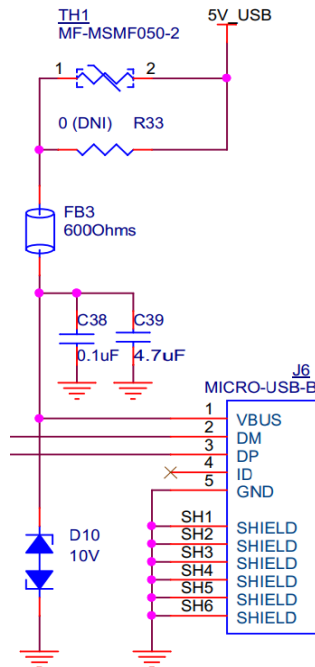 TH1
5V_USB
MF-MSMF050-2
1
2
0 (DNI)
R33
FB3
600Ohms
C38
C39
0.1uF
4.7uF
J6
MICRO-USB-B
1
VBUS
2
DM
3
DP
4
ID
5
GND
D10
10V
SH1
SHIELD
SH2
SHIELD
SH3
SHIELD
SH4
SHIELD
SH5
SHIELD
SH6
SHIELD